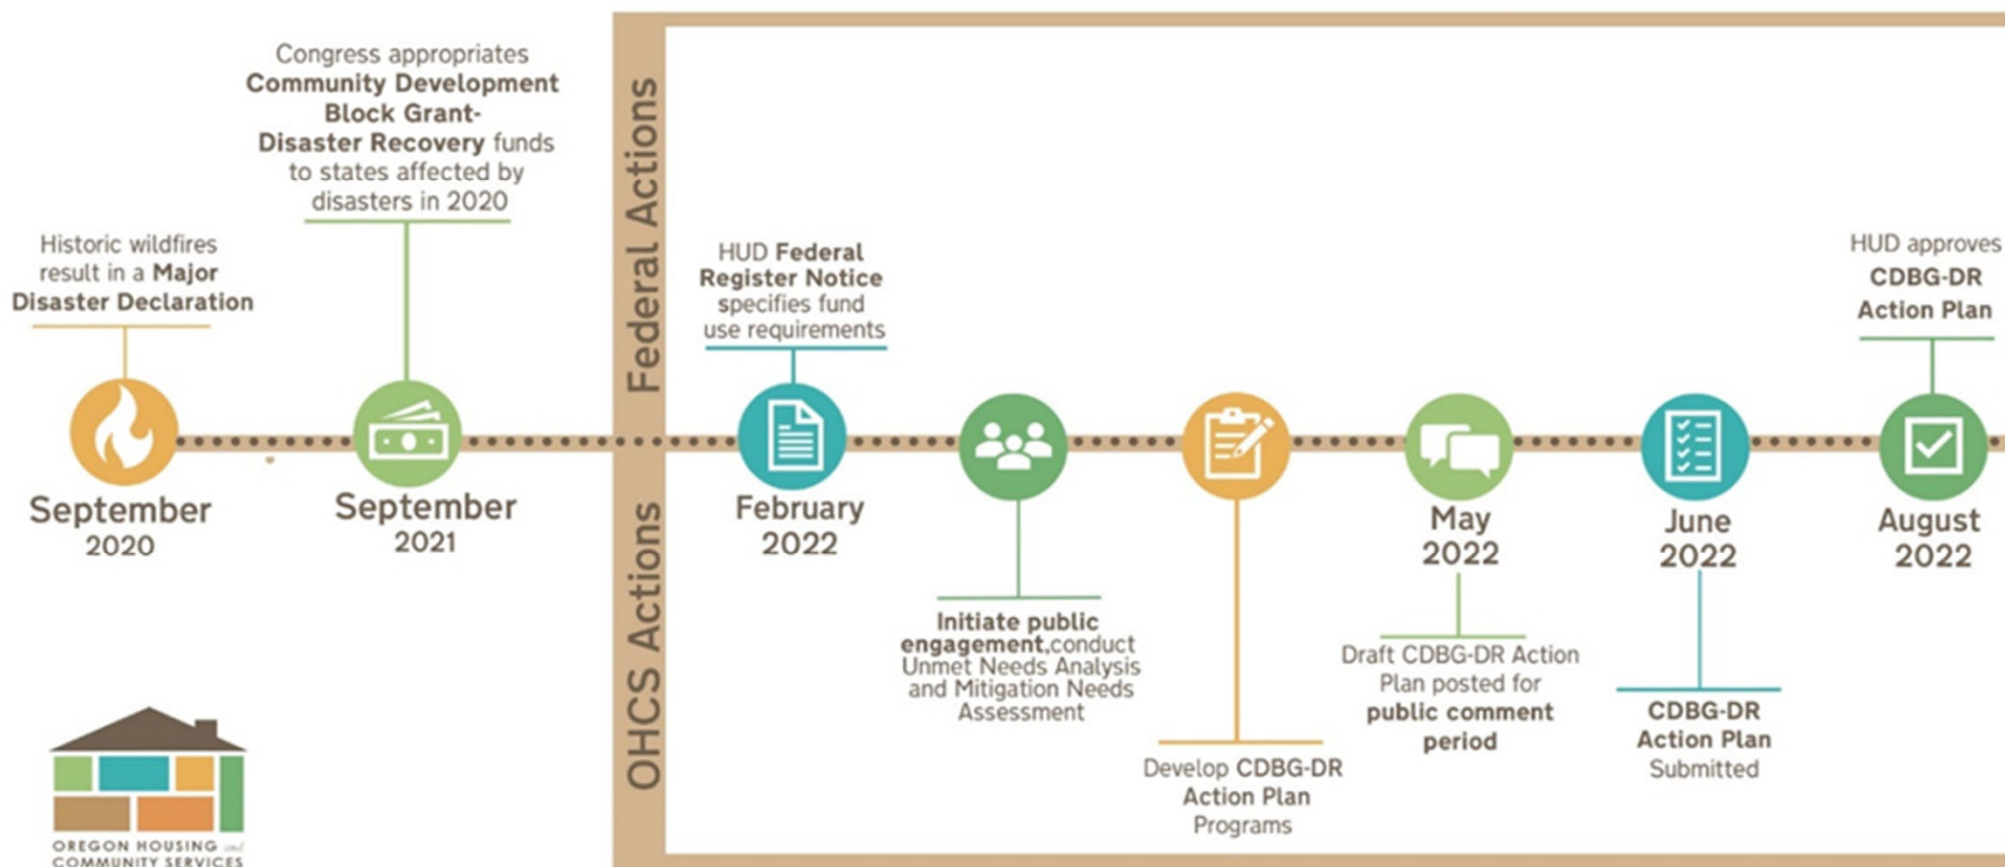 Historic wildfires
result in a Major
Disaster Declaration
September
2020
Congress appropriates
Community Development
Block Grant-
Disaster Recovery funds
to states affected by
disasters in 2020
September
2021
Federal Actions
OHCS Actions
HUD Federal
Register Notice
specifies fund
use requirements
February
2022
Initiate public
engagement,conduct
Unmet Needs Analysis
and Mitigation Needs
Assessment
Develop CDBG-DR
Action Plan
Programs
May
2022
Draft CDBG-DR Action
Plan posted for
public comment
period
June
2022
CDBG-DR
Action Plan
Submitted
HUD approves
CDBG-DR
Action Plan
August
2022
OREGON HOUSING and
COMMUNITY SERVICES